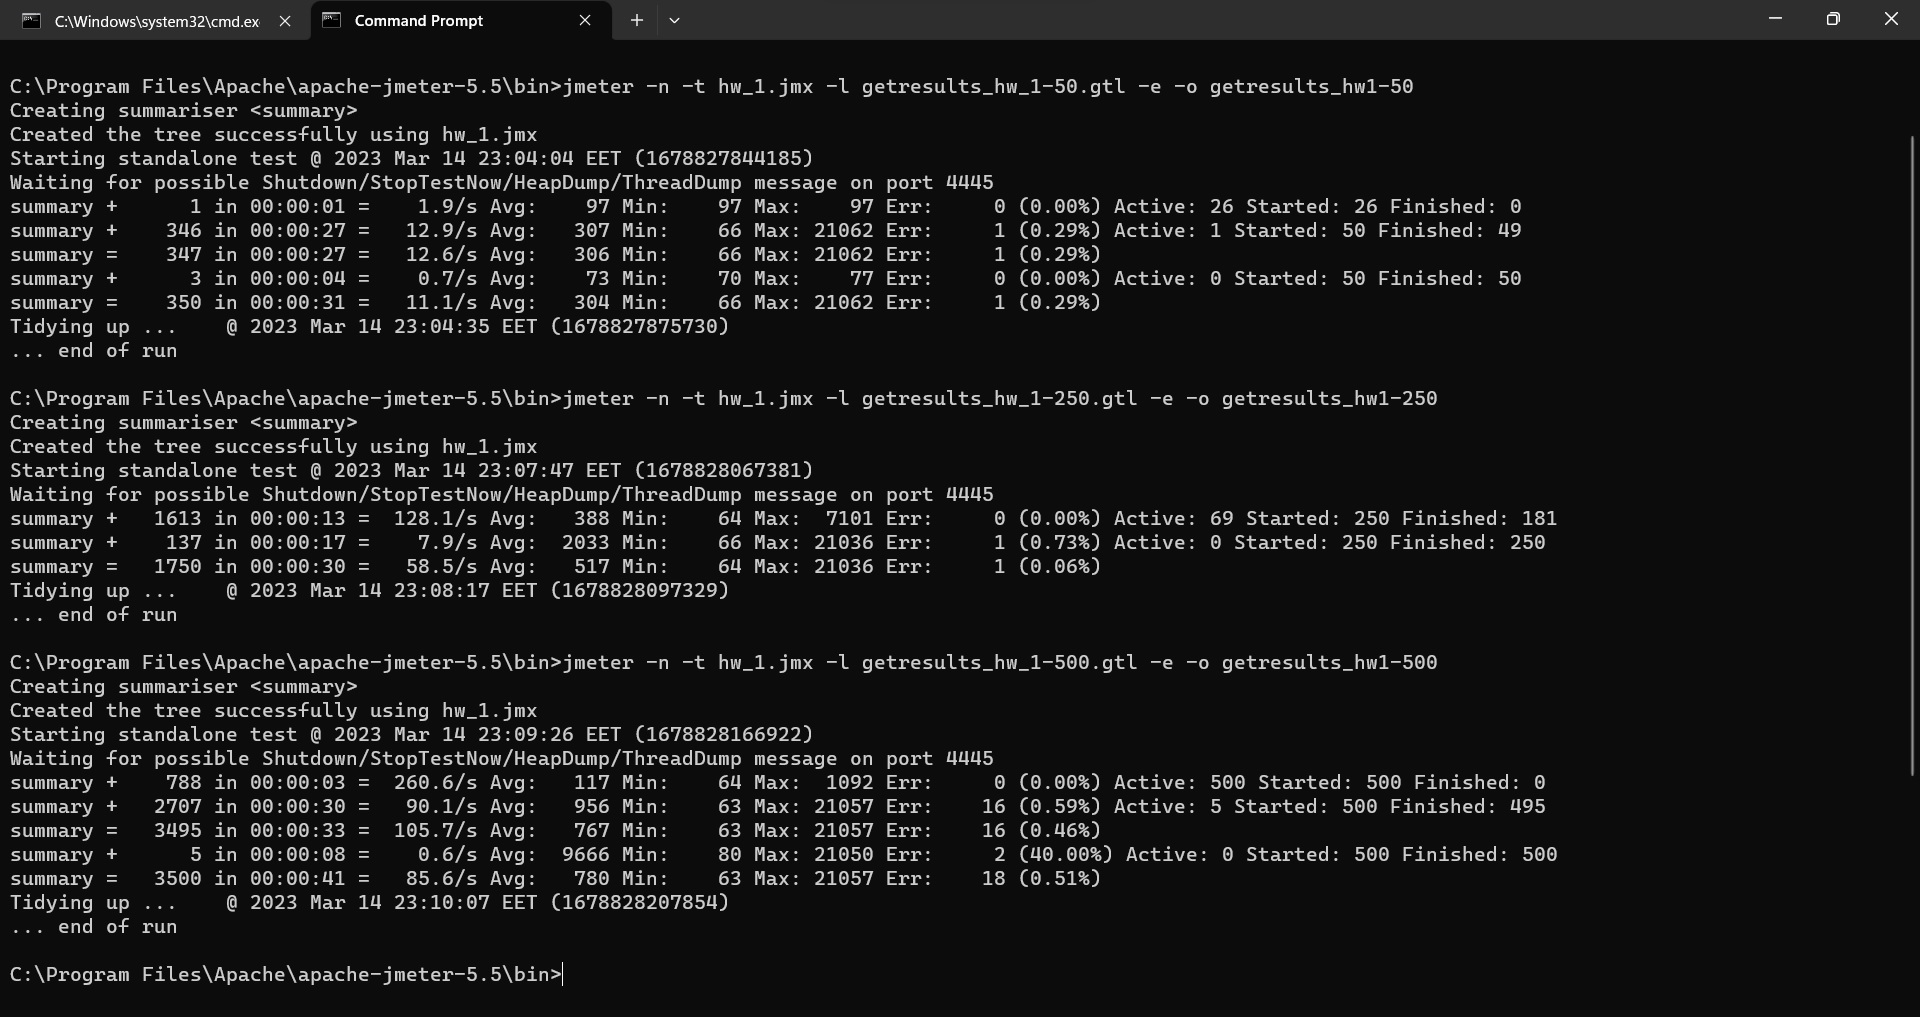 C:\Windows\system32\cmd.ex
Command Prompt
C:\Program Files\Apache\apache-jmeter-5.5\bin>jmeter -n -t hw_1.jmx -l getresults_hw_1-50.gtl -e -o getresults_hw1-50
Creating summariser <summary>
Created the tree successfully using hw_1.jmx
Starting standalone test @ 2023 Mar 14 23:04:04 EET (1678827844185)
Waiting for possible Shutdown/StopTestNow/HeapDump/ThreadDump message on port 4445
summary +      1 in 00:00:01 =    1.9/s Avg:    97 Min:    97 Max:    97 Err:     0 (0.00%) Active: 26 Started: 26 Finished: 0
summary +    346 in 00:00:27 =   12.9/s Avg:   307 Min:    66 Max: 21062 Err:     1 (0.29%) Active: 1 Started: 50 Finished: 49
summary =    347 in 00:00:27 =   12.6/s Avg:   306 Min:    66 Max: 21062 Err:     1 (0.29%)
summary +      3 in 00:00:04 =    0.7/s Avg:    73 Min:    70 Max:    77 Err:     0 (0.00%) Active: 0 Started: 50 Finished: 50
summary =    350 in 00:00:31 =   11.1/s Avg:   304 Min:    66 Max: 21062 Err:     1 (0.29%)
Tidying up ...    @ 2023 Mar 14 23:04:35 EET (1678827875730)
... end of run
C:\Program Files\Apache\apache-jmeter-5.5\bin>jmeter -n -t hw_1.jmx -l getresults_hw_1-250.gtl -e -o getresults_hw1-250
Creating summariser <summary>
Created the tree successfully using hw_1.jmx
Starting standalone test @ 2023 Mar 14 23:07:47 EET (1678828067381)
Waiting for possible Shutdown/StopTestNow/HeapDump/ThreadDump message on port 4445
summary +   1613 in 00:00:13 =  128.1/s Avg:   388 Min:    64 Max:  7101 Err:     0 (0.00%) Active: 69 Started: 250 Finished: 181
summary +    137 in 00:00:17 =    7.9/s Avg:  2033 Min:    66 Max: 21036 Err:     1 (0.73%) Active: 0 Started: 250 Finished: 250
summary =   1750 in 00:00:30 =   58.5/s Avg:   517 Min:    64 Max: 21036 Err:     1 (0.06%)
Tidying up ...    @ 2023 Mar 14 23:08:17 EET (1678828097329)
... end of run
C:\Program Files\Apache\apache-jmeter-5.5\bin>jmeter -n -t hw_1.jmx -l getresults_hw_1-500.gtl -e -o getresults_hw1-500
Creating summariser <summary>
Created the tree successfully using hw_1.jmx
Starting standalone test @ 2023 Mar 14 23:09:26 EET (1678828166922)
Waiting for possible Shutdown/StopTestNow/HeapDump/ThreadDump message on port 4445
summary +    788 in 00:00:03 =  260.6/s Avg:   117 Min:    64 Max:  1092 Err:     0 (0.00%) Active: 500 Started: 500 Finished: 0
summary +   2707 in 00:00:30 =   90.1/s Avg:   956 Min:    63 Max: 21057 Err:    16 (0.59%) Active: 5 Started: 500 Finished: 495
summary =   3495 in 00:00:33 =  105.7/s Avg:   767 Min:    63 Max: 21057 Err:    16 (0.46%)
summary +      5 in 00:00:08 =    0.6/s Avg:  9666 Min:    80 Max: 21050 Err:     2 (40.00%) Active: 0 Started: 500 Finished: 500
summary =   3500 in 00:00:41 =   85.6/s Avg:   780 Min:    63 Max: 21057 Err:    18 (0.51%)
Tidying up ...    @ 2023 Mar 14 23:10:07 EET (1678828207854)
... end of run
C:\Program Files\Apache\apache-jmeter-5.5\bin>